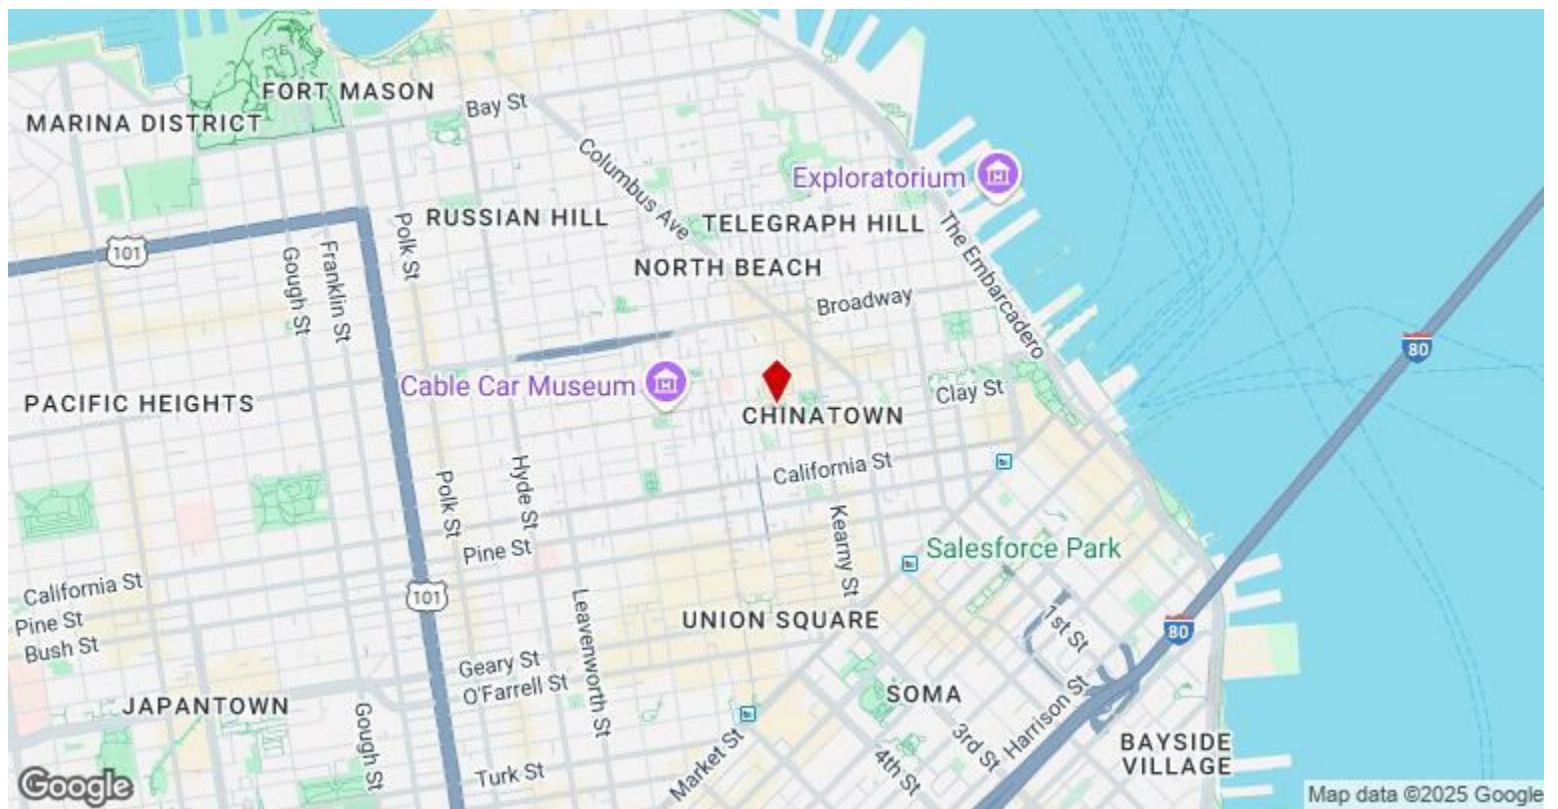 FORT MASON
MARINA DISTRICT
Bay St
Columbus Ave
Exploratorium
RUSSIAN HILL
TELEGRAPH HILL
Polk St
The Embarcadero
101
Gough St
Franklin St
NORTH BEACH
Broadway
80
Cable Car Museum
Clay St
PACIFIC HEIGHTS
CHINATOWN
California St
Polk St
Hyde St
Kearny St
Pine St
Salesforce Park
California St
101
Pine St
Bush St
Leavenworth St
UNION SQUARE
1st St
80
Geary St
O'Farrell St
SOMA
Harrison St
JAPANTOWN
Gough St
3rd St
BAYSIDE
VILLAGE
Market St
4th St
Turk St
Google
Map data ©2025 Google